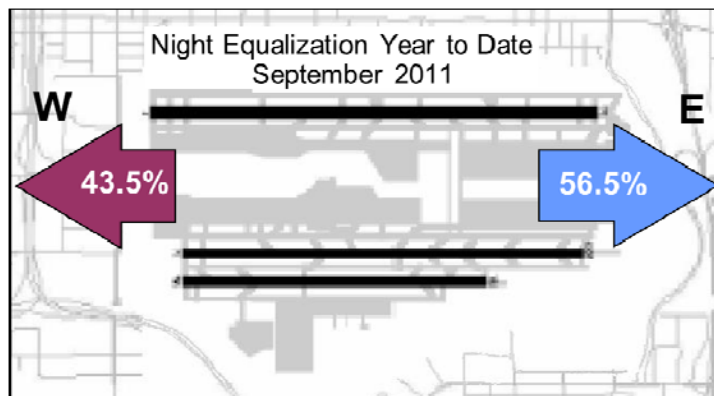 Night Equalization Year to Date
September 2011
W
E
43.5%
56.5%